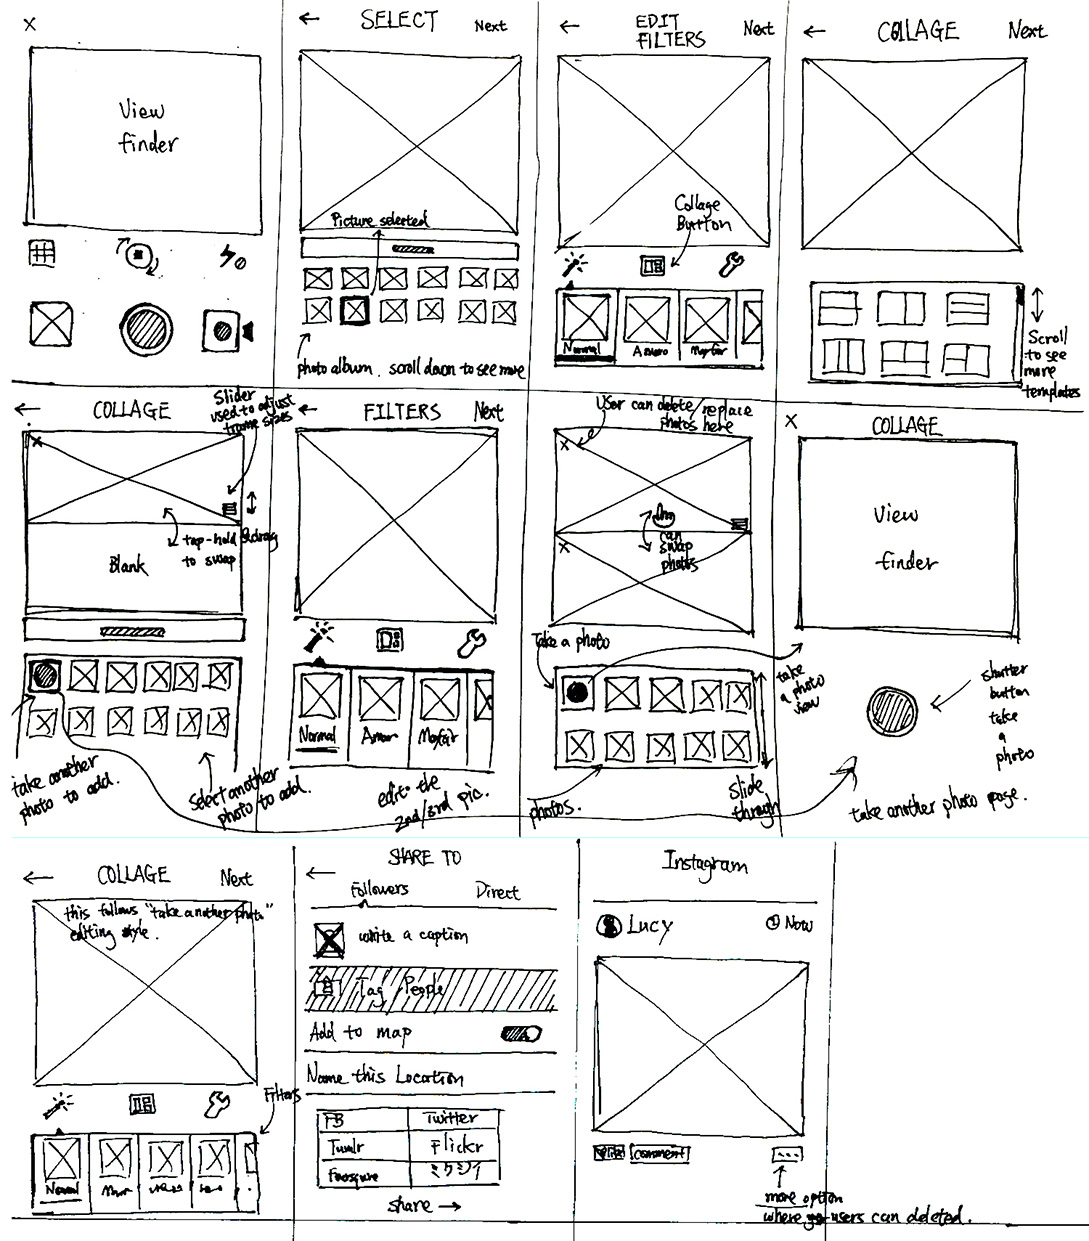 X
View
finder
← SELECT Next
Picture selected
photo album. scroll down to see more
← EDIT
FILTERS
Next
Collage
Button
Normal Amaro Mayfair
← COLLAGE Next
Scroll
to see
more
templates
← COLLAGE
Slider
used to adjust
frame sizes
X
tap-hold &drag
to swap
Blank
take another
photo to add.
Select another
photo to add.
← FILTERS Next
Normal Amar Mayfair
edit the
2nd/3rd pic.
User can delete/replace
photos here
X
can
swap
photos
X
Take a photo
photos.
Slide
through
take
a photo
view
X
COLLAGE
View
finder
shutter
button
take
a
photo
take another photo page.
← COLLAGE Next
this follows "take another photo"
editing style.
Filters
Normal
SHARE TO
←
Followers Direct
write a caption
Tag People
Add to map
Name this Location
FB Twitter
Tumlr Flickr
Foursquare ミクシィ
share →
Instagram
Lucy Now
like comment
...
more option
where users can deleted.